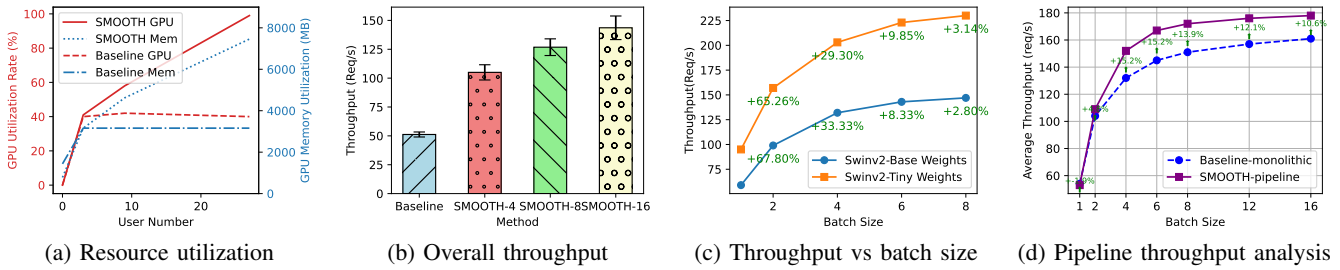 SMOOTH GPU
SMOOTH Mem
Baseline GPU
Baseline Mem
GPU Utilization Rate (%)
100
80
60
40
20
0
GPU Memory Utilization (MB)
8000
6000
4000
2000
0
0 10 20
User Number
(a) Resource utilization
Throughput (Req/s)
150
125
100
75
50
25
0
Baseline SMOOTH-4 SMOOTH-8 SMOOTH-16
Method
(b) Overall throughput
Throughput(Req/s)
225
200
175
150
125
100
75
+65.26%
+29.30%
+9.85%
+3.14%
+67.80%
+33.33%
+8.33%
+2.80%
Swinv2-Base Weights
Swinv2-Tiny Weights
2 4 6 8
Batch Size
(c) Throughput vs batch size
Average Throughput (req/s)
180
160
140
120
100
80
60
+15.2%
+15.2%
+13.9%
+12.1%
+10.6%
Baseline-monolithic
SMOOTH-pipeline
1 2 4 6 8 12 16
Batch Size
(d) Pipeline throughput analysis